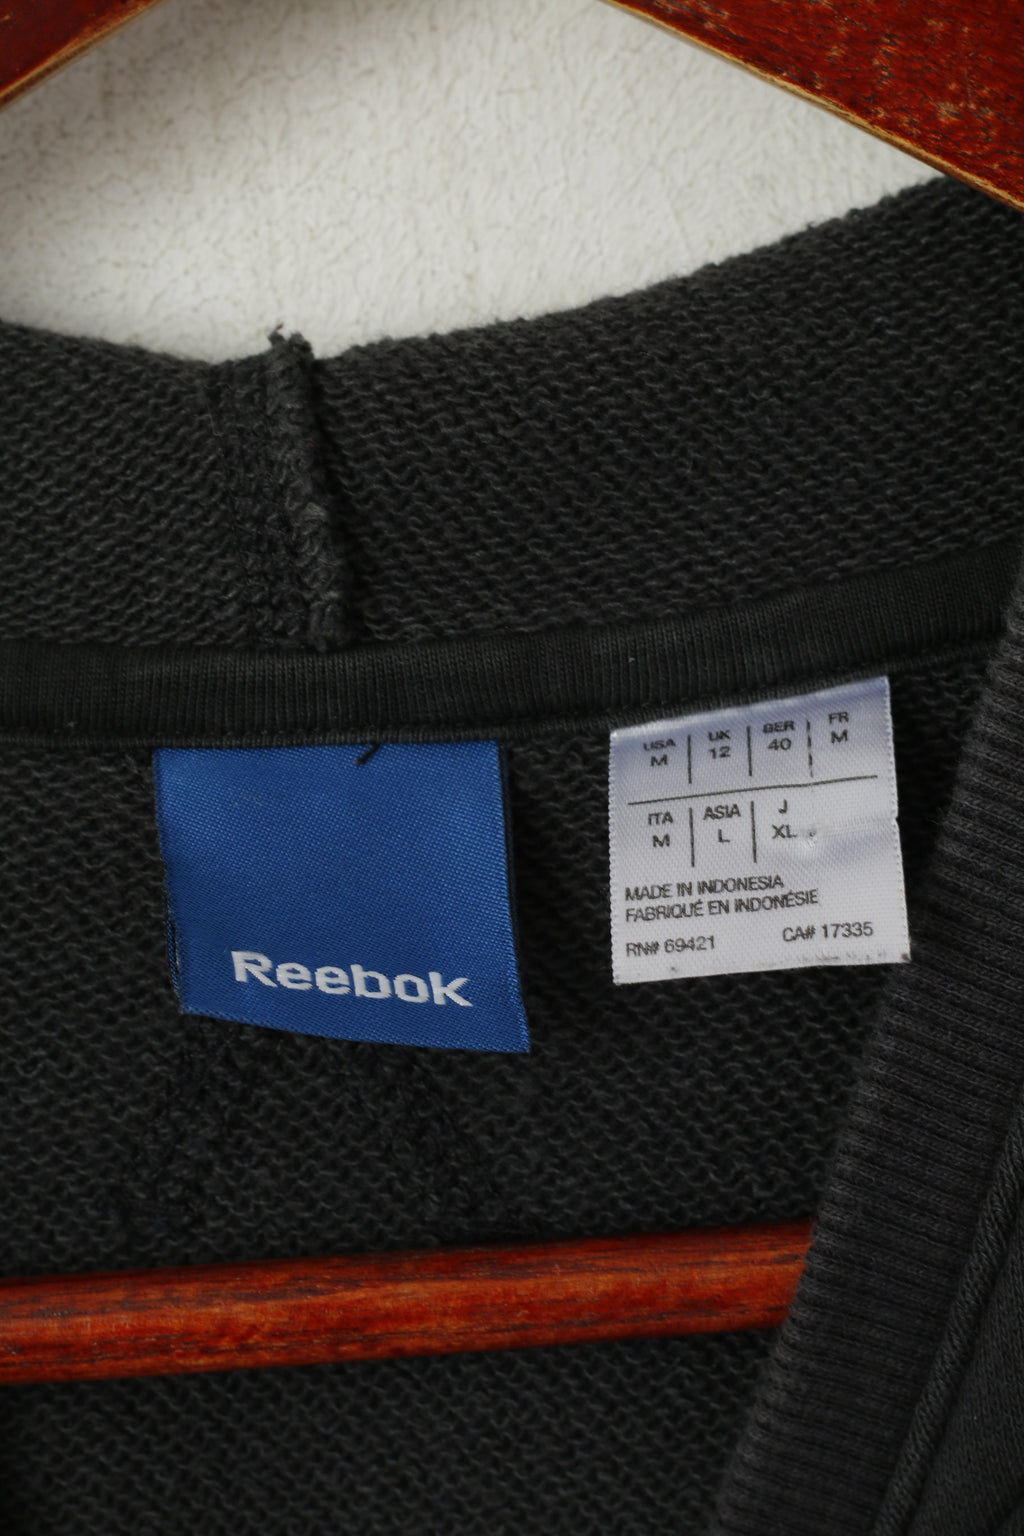 Reebok
USA UK GER FR
M 12 40 M
ITA ASIA J
M L XL
MADE IN INDONESIA
FABRIQUÉ EN INDONÉSIE
RN# 69421 CA# 17335